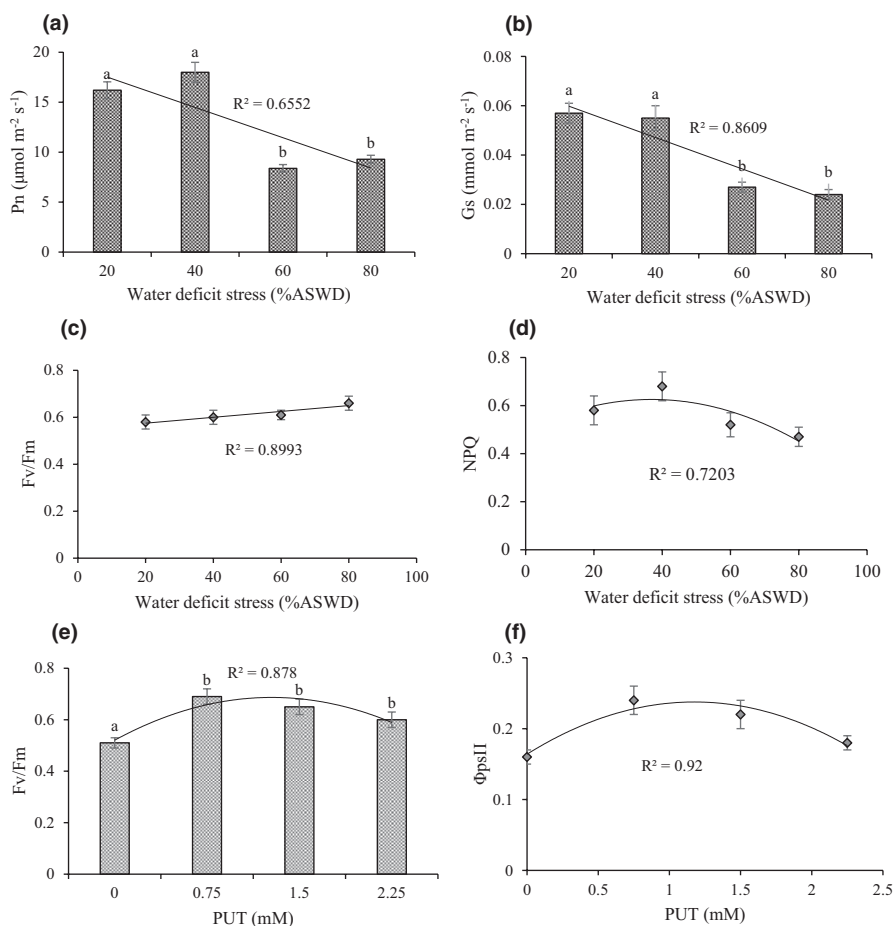 (a)
20
15
10
5
0
Pn (µmol m⁻² s⁻¹)
a
a
b
b
R² = 0.6552
20 40 60 80
Water deficit stress (%ASWD)
(b)
0.08
0.06
0.04
0.02
0
Gs (mmol m⁻² s⁻¹)
a
a
b
b
R² = 0.8609
20 40 60 80
Water deficit stress (%ASWD)
(c)
0.8
0.6
0.4
0.2
0
Fv/Fm
R² = 0.8993
0 20 40 60 80 100
Water deficit stress (%ASWD)
(d)
0.8
0.6
0.4
0.2
0
NPQ
R² = 0.7203
0 20 40 60 80 100
Water deficit stress (%ASWD)
(e)
0.8
0.6
0.4
0.2
0
Fv/Fm
a
b
b
b
R² = 0.878
0 0.75 1.5 2.25
PUT (mM)
(f)
0.3
0.2
0.1
0
ΦpsII
R² = 0.92
0 0.5 1 1.5 2 2.5
PUT (mM)